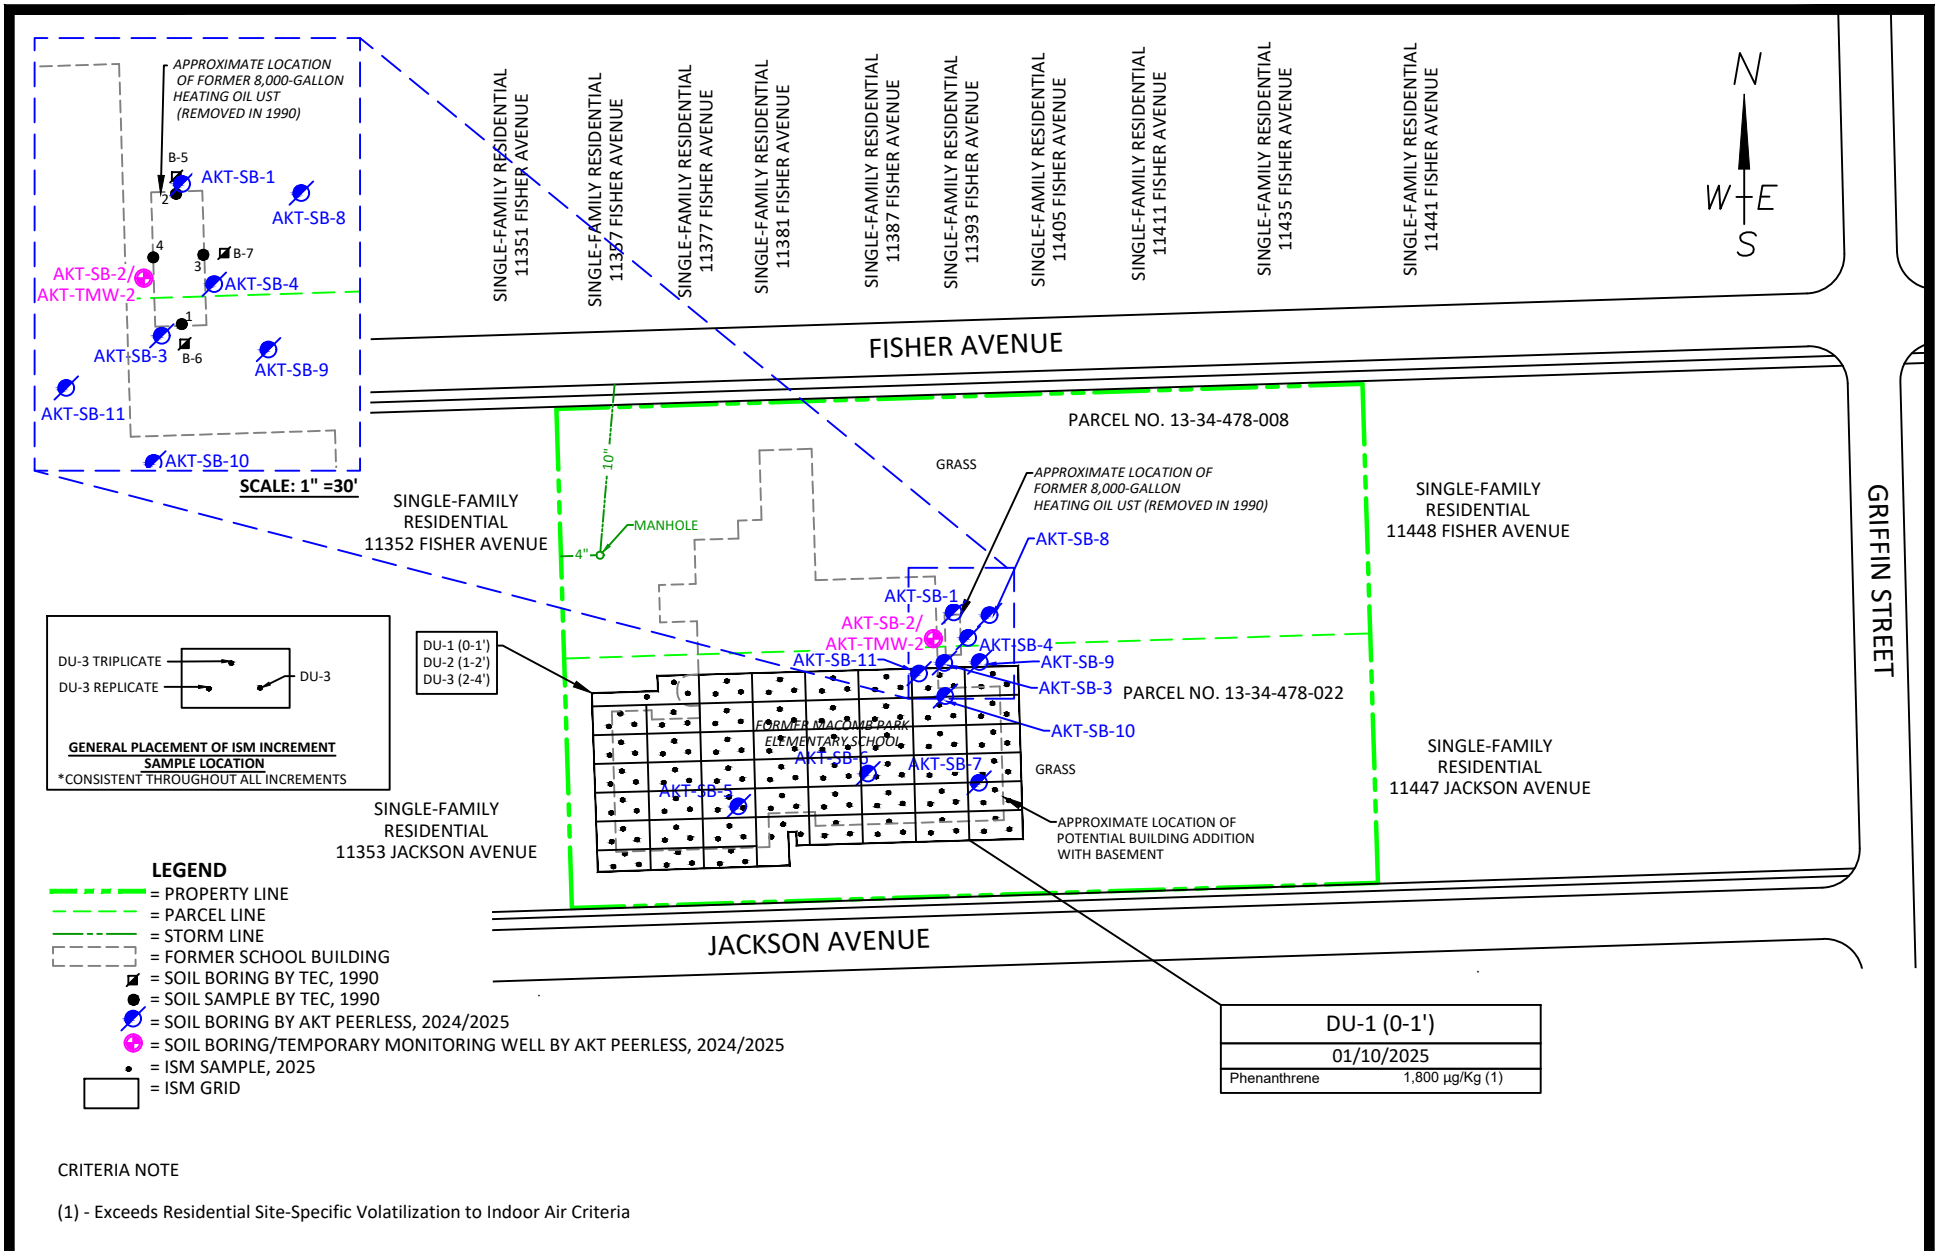 APPROXIMATE LOCATION
OF FORMER 8,000-GALLON
HEATING OIL UST
(REMOVED IN 1990)
B-5
AKT-SB-1
2
AKT-SB-8
4
3
B-7
AKT-SB-2/
AKT-TMW-2
AKT-SB-4
1
AKT-SB-3
B-6
AKT-SB-9
AKT-SB-11
AKT-SB-10
SCALE: 1" =30'
SINGLE-FAMILY RESIDENTIAL
11351 FISHER AVENUE
SINGLE-FAMILY RESIDENTIAL
11357 FISHER AVENUE
SINGLE-FAMILY RESIDENTIAL
11377 FISHER AVENUE
SINGLE-FAMILY RESIDENTIAL
11381 FISHER AVENUE
SINGLE-FAMILY RESIDENTIAL
11387 FISHER AVENUE
SINGLE-FAMILY RESIDENTIAL
11393 FISHER AVENUE
SINGLE-FAMILY RESIDENTIAL
11405 FISHER AVENUE
SINGLE-FAMILY RESIDENTIAL
11411 FISHER AVENUE
SINGLE-FAMILY RESIDENTIAL
11435 FISHER AVENUE
SINGLE-FAMILY RESIDENTIAL
11441 FISHER AVENUE
N
W E
S
FISHER AVENUE
PARCEL NO. 13-34-478-008
GRASS
APPROXIMATE LOCATION OF
FORMER 8,000-GALLON
HEATING OIL UST (REMOVED IN 1990)
10"
MANHOLE
4"
SINGLE-FAMILY
RESIDENTIAL
11352 FISHER AVENUE
SINGLE-FAMILY
RESIDENTIAL
11448 FISHER AVENUE
GRIFFIN STREET
AKT-SB-8
AKT-SB-1
AKT-SB-2/
AKT-TMW-2
AKT-SB-4
AKT-SB-11
AKT-SB-9
AKT-SB-3
PARCEL NO. 13-34-478-022
AKT-SB-10
DU-1 (0-1')
DU-2 (1-2')
DU-3 (2-4')
FORMER MACOMB PARK
ELEMENTARY SCHOOL
AKT-SB-6
AKT-SB-7
AKT-SB-5
GRASS
APPROXIMATE LOCATION OF
POTENTIAL BUILDING ADDITION
WITH BASEMENT
SINGLE-FAMILY
RESIDENTIAL
11447 JACKSON AVENUE
DU-3 TRIPLICATE
DU-3 REPLICATE
DU-3
GENERAL PLACEMENT OF ISM INCREMENT
SAMPLE LOCATION
*CONSISTENT THROUGHOUT ALL INCREMENTS
SINGLE-FAMILY
RESIDENTIAL
11353 JACKSON AVENUE
JACKSON AVENUE
LEGEND
= PROPERTY LINE
= PARCEL LINE
= STORM LINE
= FORMER SCHOOL BUILDING
= SOIL BORING BY TEC, 1990
= SOIL SAMPLE BY TEC, 1990
= SOIL BORING BY AKT PEERLESS, 2024/2025
= SOIL BORING/TEMPORARY MONITORING WELL BY AKT PEERLESS, 2024/2025
= ISM SAMPLE, 2025
= ISM GRID
DU-1 (0-1')
01/10/2025
Phenanthrene 1,800 µg/Kg (1)
CRITERIA NOTE
(1) - Exceeds Residential Site-Specific Volatilization to Indoor Air Criteria